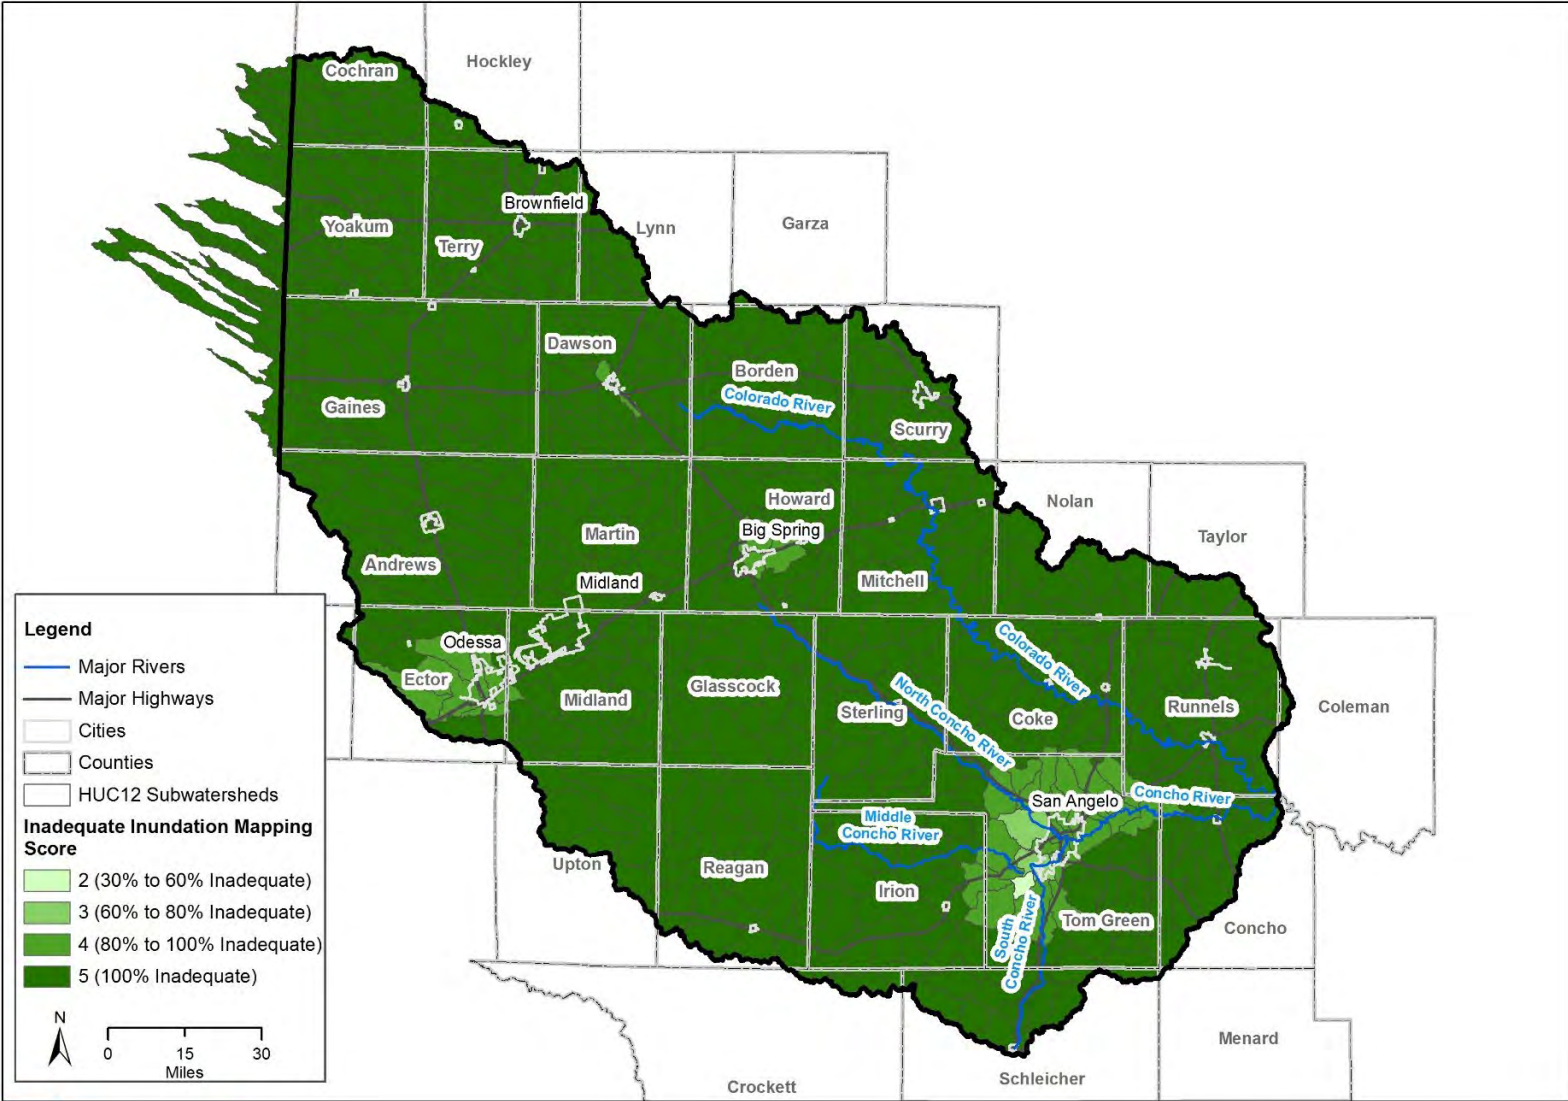 Cochran
Hockley
Brownfield
Yoakum
Terry
Lynn
Garza
Dawson
Borden
Colorado River
Gaines
Scurry
Howard
Nolan
Big Spring
Martin
Taylor
Andrews
Midland
Mitchell
Odessa
Colorado River
Ector
Midland
Glasscock
North Concho River
Sterling
Coke
Runnels
Coleman
San Angelo
Concho River
Middle
Concho River
Upton
Reagan
Irion
South
Concho River
Tom Green
Concho
Menard
Crockett
Schleicher
Legend
Major Rivers
Major Highways
Cities
Counties
HUC12 Subwatersheds
Inadequate Inundation Mapping
Score
2 (30% to 60% Inadequate)
3 (60% to 80% Inadequate)
4 (80% to 100% Inadequate)
5 (100% Inadequate)
N
0 15 30
Miles